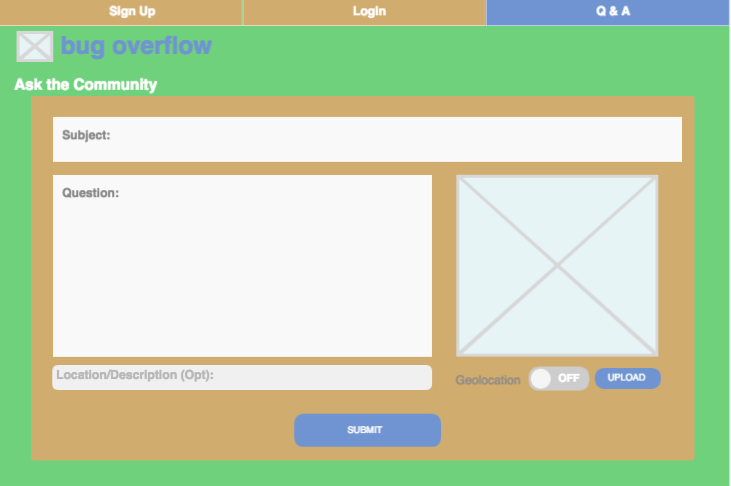 Sign Up
Login
Q & A
bug overflow
Ask the Community
Subject:
Question:
Location/Description (Opt):
Geolocation OFF UPLOAD
SUBMIT